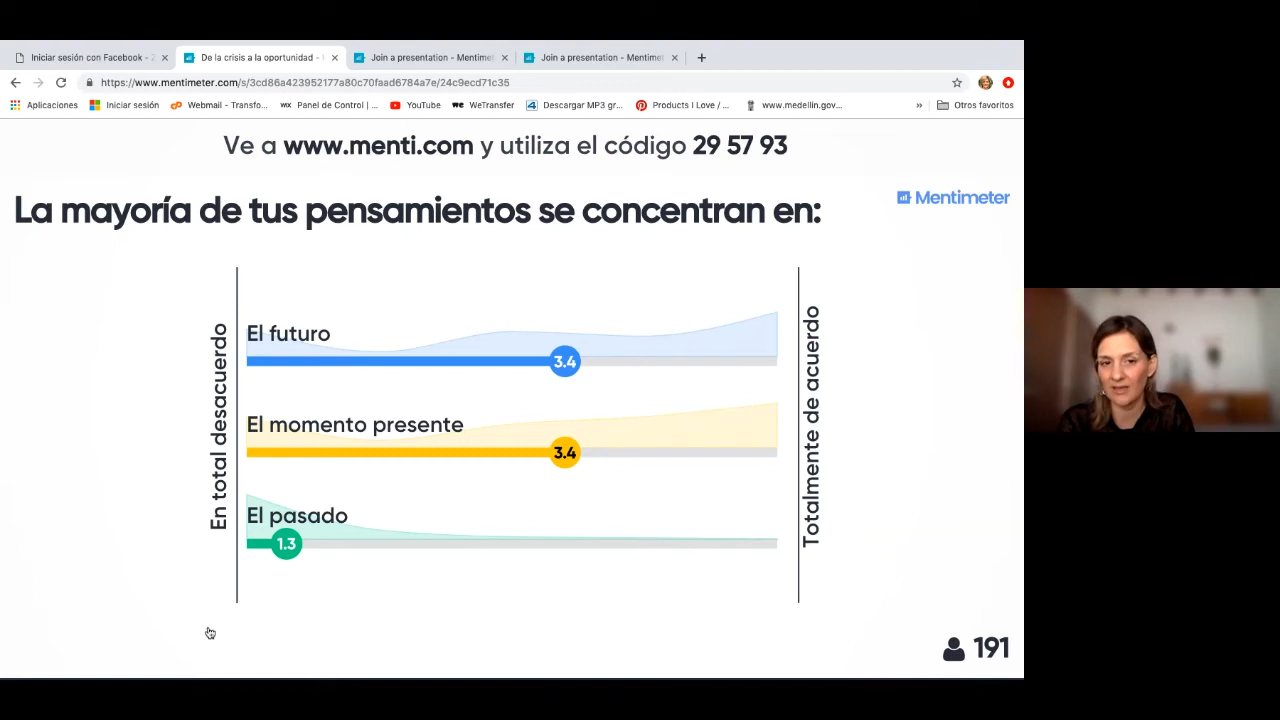 Iniciar sesión con Facebook - Z
De la crisis a la oportunidad -
Join a presentation - Mentimet
Join a presentation - Mentimet
https://www.mentimeter.com/s/3cd86a423952177a80c70faad6784a7e/24c9ecd71c35
Aplicaciones
Iniciar sesión
Webmail - Transfo...
Panel de Control |...
YouTube
WeTransfer
Descargar MP3 gr...
Products I Love / ...
www.medellin.gov...
Otros favoritos
Ve a www.menti.com y utiliza el código 29 57 93
La mayoría de tus pensamientos se concentran en:
Mentimeter
En total desacuerdo
El futuro
3.4
El momento presente
3.4
El pasado
1.3
Totalmente de acuerdo
191